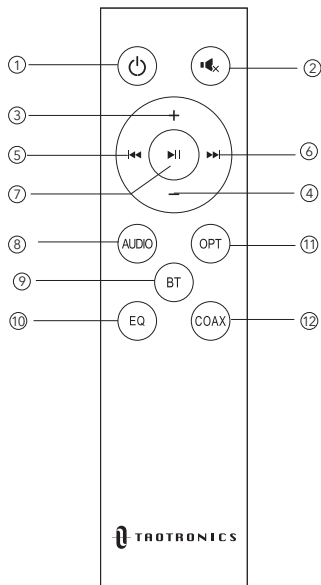 ① ②
③
⑤ ⑥
⑦ ④
⑧ AUDIO OPT ⑪
⑨ BT
⑩ EQ COAX ⑫
TAOTRONICS